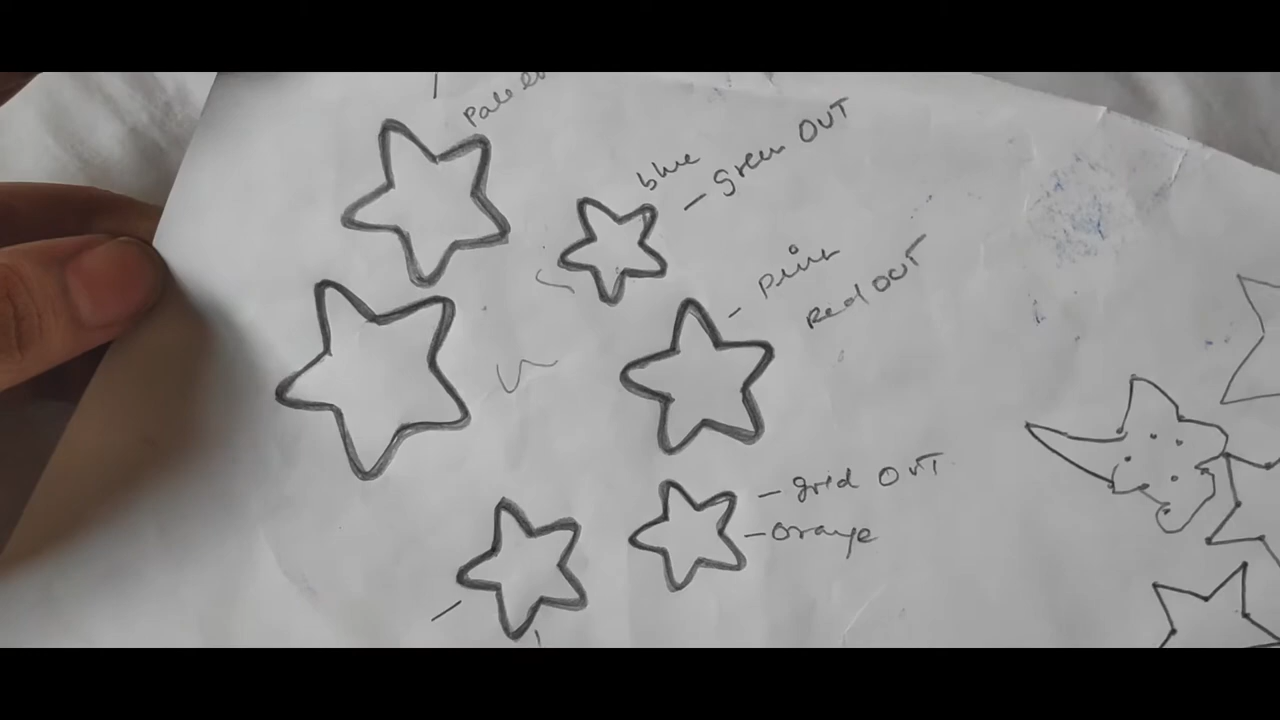 blue
- Green OUT
- Pink
Red OUT
- grid OUT
- orange